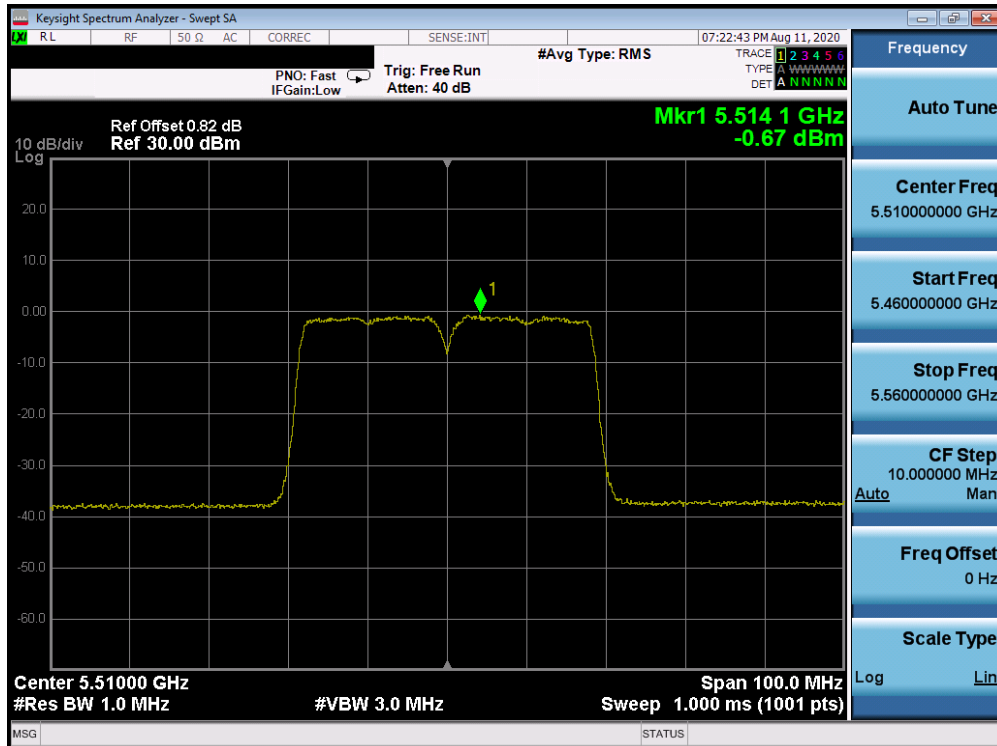 Keysight Spectrum Analyzer - Swept SA
LXI RL RF 50 Ω AC CORREC SENSE:INT 07:22:43 PM Aug 11, 2020
#Avg Type: RMS TRACE 1 2 3 4 5 6
PNO: Fast Trig: Free Run TYPE A WWWWW
IFGain:Low Atten: 40 dB DET A N N N N N
Mkr1 5.514 1 GHz
-0.67 dBm
Ref Offset 0.82 dB
10 dB/div Ref 30.00 dBm
Log
20.0
10.0
0.00
1
-10.0
-20.0
-30.0
-40.0
-50.0
-60.0
Center 5.51000 GHz Span 100.0 MHz
#Res BW 1.0 MHz #VBW 3.0 MHz Sweep 1.000 ms (1001 pts)
MSG STATUS
Frequency
Auto Tune
Center Freq
5.510000000 GHz
Start Freq
5.460000000 GHz
Stop Freq
5.560000000 GHz
CF Step
10.000000 MHz
Auto Man
Freq Offset
0 Hz
Scale Type
Log Lin